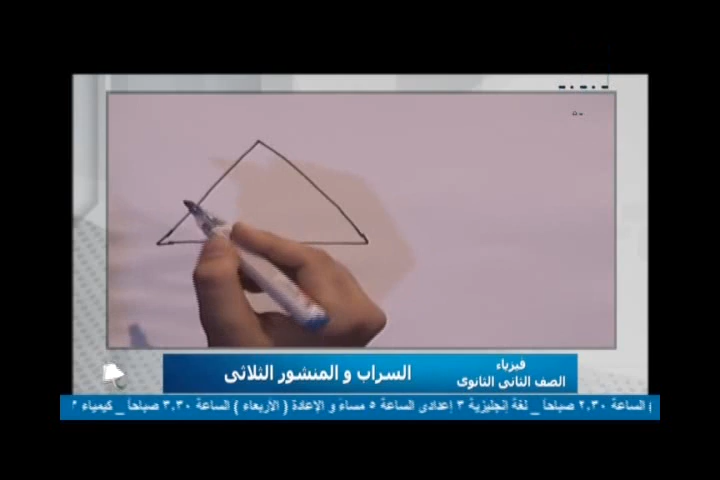 فيزياء
الصف الثانى الثانوى
السراب و المنشور الثلاثى
) الساعة ٢.٣٠ صباحاً _ لغة إنجليزية ٣ إعدادى الساعة ٥ مساءً و الإعادة ( الأربعاء ) الساعة ٣.٣٠ صباحاً _ كيمياء ٢